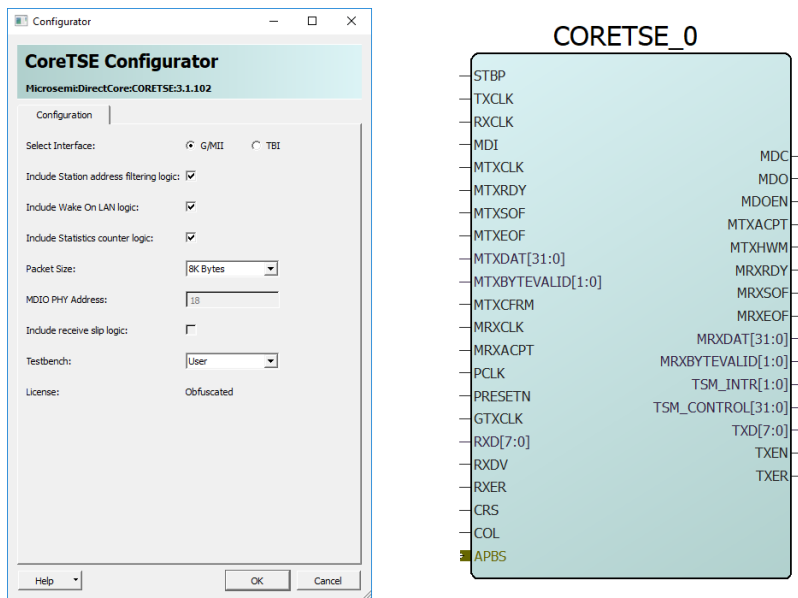 Configurator
CoreTSE Configurator
Microsemi:DirectCore:CORETSE:3.1.102
Configuration
Select Interface: G/MII TBI
Include Station address filtering logic:
Include Wake On LAN logic:
Include Statistics counter logic:
Packet Size: 8K Bytes
MDIO PHY Address: 18
Include receive slip logic:
Testbench: User
License: Obfuscated
Help OK Cancel
CORETSE_0
STBP
TXCLK
RXCLK
MDI
MTXCLK
MTXRDY
MTXSOF
MTXEOF
MTXDAT[31:0]
MTXBYTEVALID[1:0]
MTXCFRM
MRXCLK
MRXACPT
PCLK
PRESETN
GTXCLK
RXD[7:0]
RXDV
RXER
CRS
COL
APBS
MDC
MDO
MDOEN
MTXACPT
MTXHWM
MRXRDY
MRXSOF
MRXEOF
MRXDAT[31:0]
MRXBYTEVALID[1:0]
TSM_INTR[1:0]
TSM_CONTROL[31:0]
TXD[7:0]
TXEN
TXER